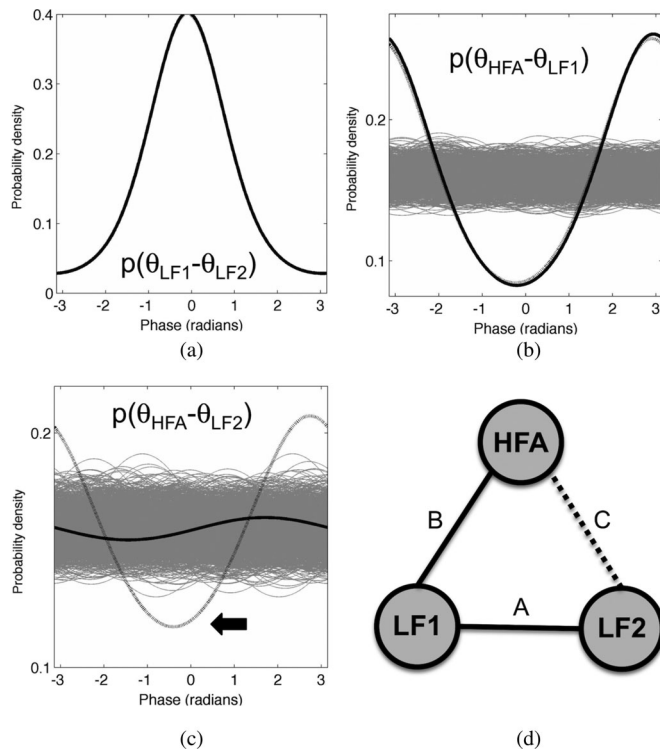 0.4
0.3
0.2
0.1
0
Probability density
p(θLF1-θLF2)
-3 -2 -1 0 1 2 3
Phase (radians)
(a)
0.2
0.1
Probability density
p(θHFA-θLF1)
-3 -2 -1 0 1 2 3
Phase (radians)
(b)
0.2
0.1
Probability density
p(θHFA-θLF2)
-3 -2 -1 0 1 2 3
Phase (radians)
(c)
HFA
B
C
A
LF1
LF2
(d)